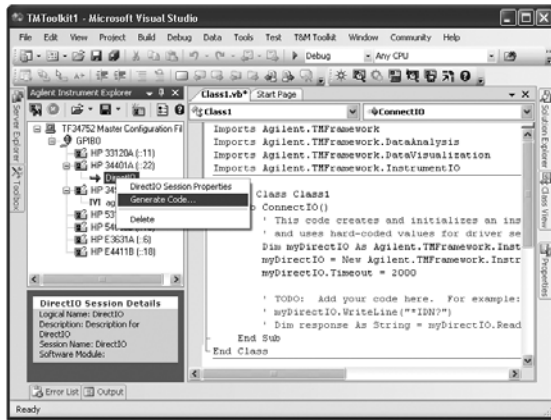 TMToolkit1 - Microsoft Visual Studio
File Edit View Project Build Debug Data Tools Test T&M Toolkit Window Community Help
Debug Any CPU
Agilent Instrument Explorer
Class1.vb* Start Page
Class1 ConnectIO
TF34752 Master Configuration Fil
GPIB0
HP 33120A (::11)
HP 34401A (::22)
DirectIO
HP 34
HP 53
HP 54
HP E3631A (::6)
HP E4411B (::18)
DirectIO Session Properties
Generate Code...
Delete
Imports Agilent.TMFramework
Imports Agilent.TMFramework.DataAnalysis
Imports Agilent.TMFramework.DataVisualization
Imports Agilent.TMFramework.InstrumentIO
Class Class1
ConnectIO()
' This code creates and initializes an ins
' and uses hard-coded values for driver se
Dim myDirectIO As Agilent.TMFramework.Inst
myDirectIO = New Agilent.TMFramework.Instr
myDirectIO.Timeout = 2000
' TODO: Add your code here. For example:
' myDirectIO.WriteLine("*IDN?")
' Dim response As String = myDirectIO.Read
End Sub
End Class
DirectIO Session Details
Logical Name: DirectIO
Description: Description for
DirectIO
Session Name: DirectIO
Software Module:
Server Explorer
Toolbox
Solution Explorer
Class View
Properties
Error List Output
Ready